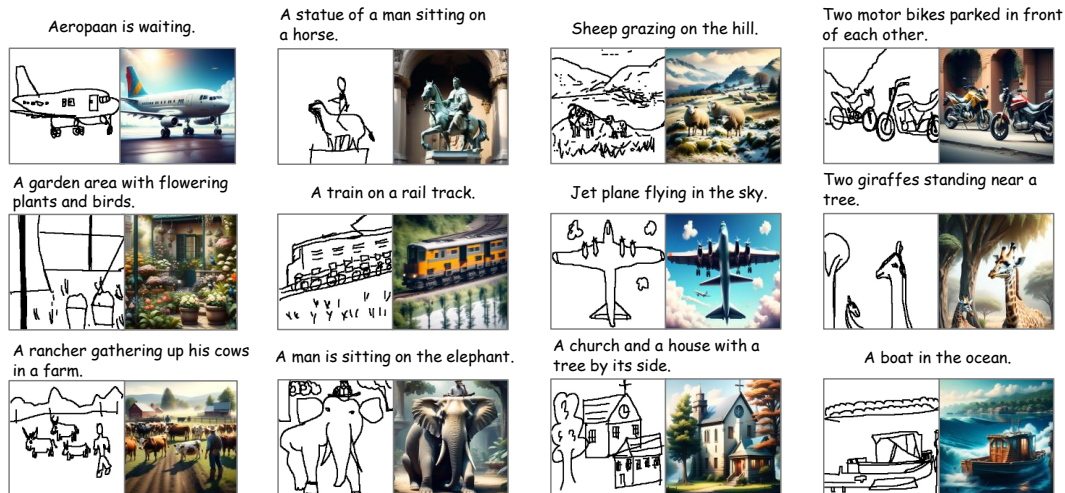 Aeropaan is waiting.
A statue of a man sitting on
a horse.
Sheep grazing on the hill.
Two motor bikes parked in front
of each other.
A garden area with flowering
plants and birds.
A train on a rail track.
Jet plane flying in the sky.
Two giraffes standing near a
tree.
A rancher gathering up his cows
in a farm.
A man is sitting on the elephant.
A church and a house with a
tree by its side.
A boat in the ocean.